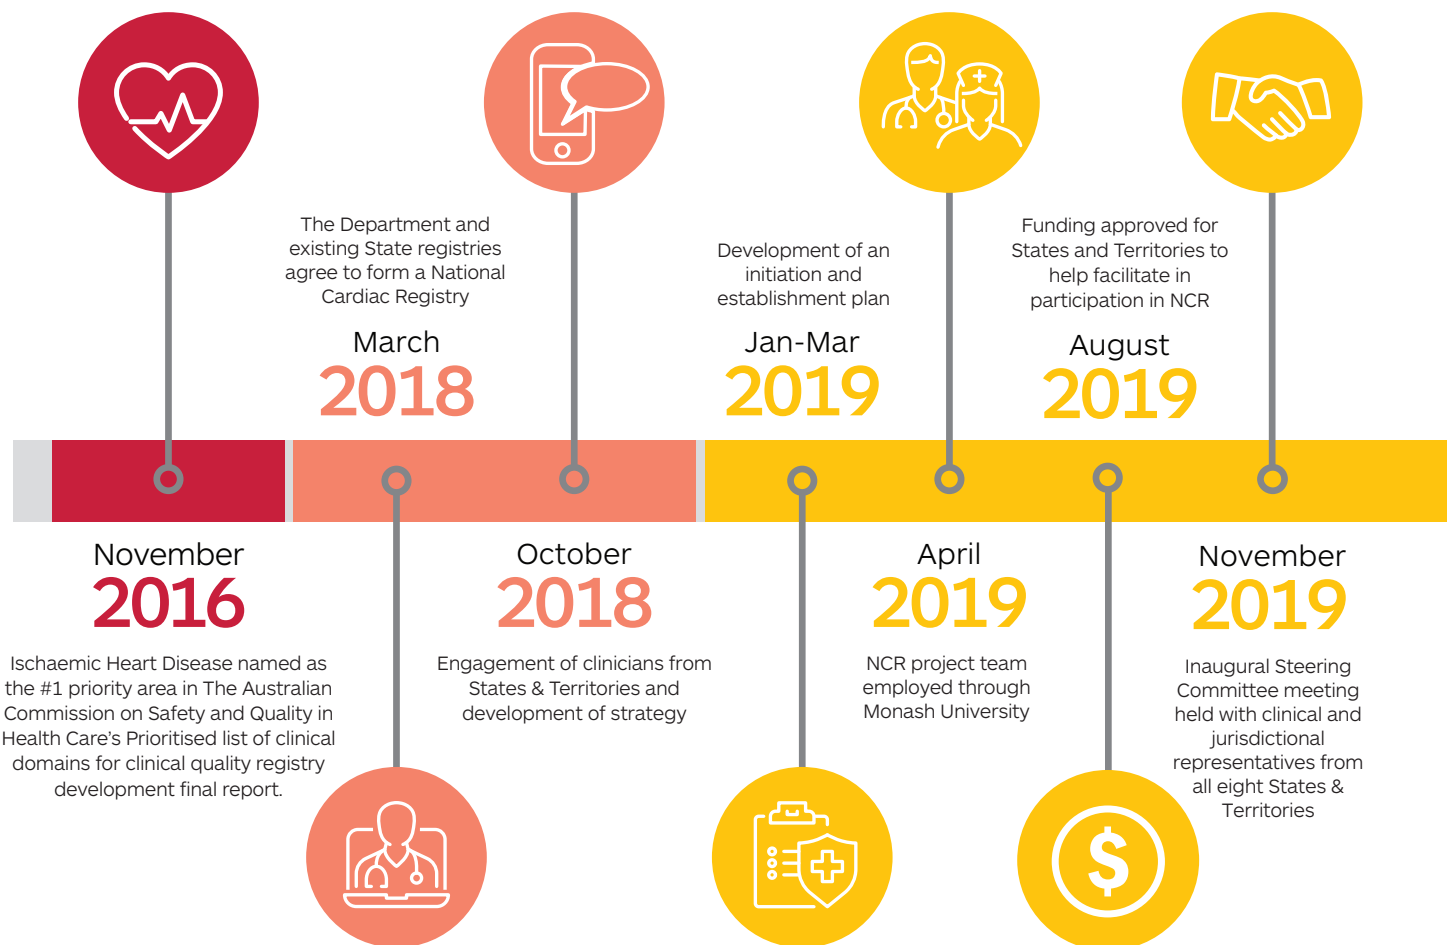 The Department and
existing State registries
agree to form a National
Cardiac Registry
March
2018
Development of an
initiation and
establishment plan
Jan-Mar
2019
Funding approved for
States and Territories to
help facilitate in
participation in NCR
August
2019
November
2016
Ischaemic Heart Disease named as
the #1 priority area in The Australian
Commission on Safety and Quality in
Health Care’s Prioritised list of clinical
domains for clinical quality registry
development final report.
October
2018
Engagement of clinicians from
States & Territories and
development of strategy
April
2019
NCR project team
employed through
Monash University
November
2019
Inaugural Steering
Committee meeting
held with clinical and
jurisdictional
representatives from
all eight States &
Territories
$